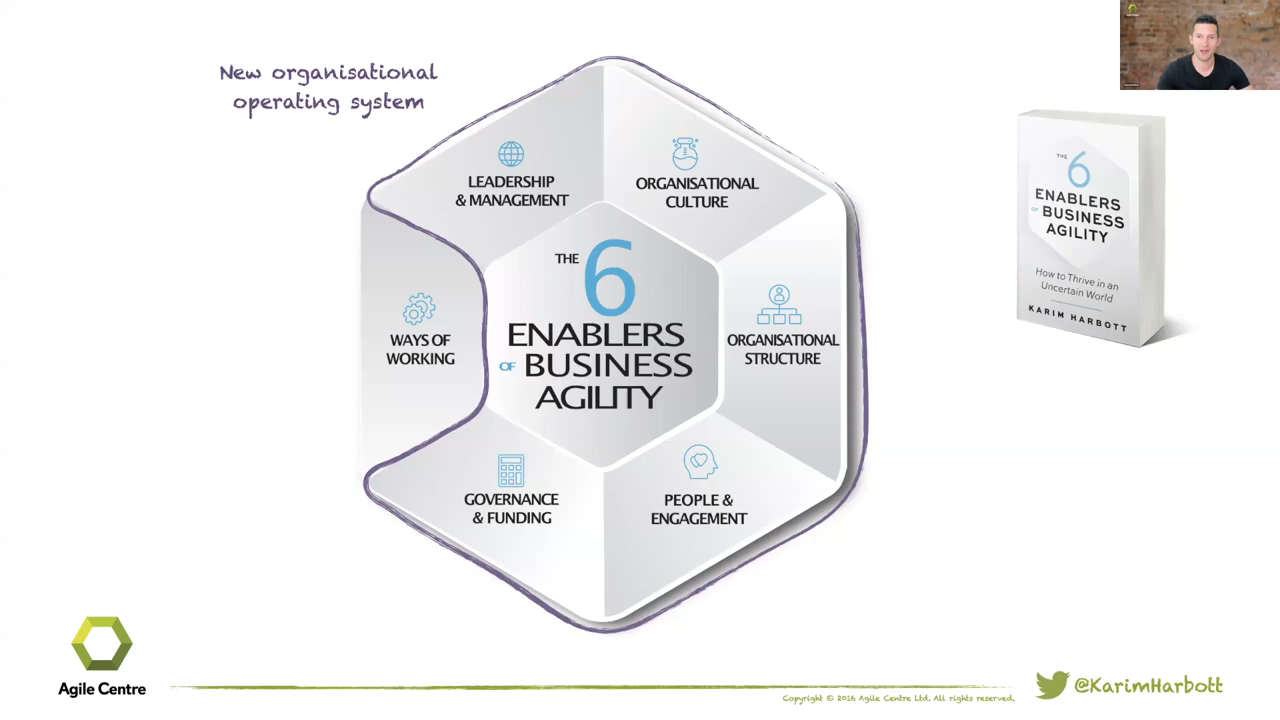 New organisational
operating system
LEADERSHIP
& MANAGEMENT
ORGANISATIONAL
CULTURE
WAYS OF
WORKING
THE 6
ENABLERS
OF BUSINESS
AGILITY
ORGANISATIONAL
STRUCTURE
GOVERNANCE
& FUNDING
PEOPLE &
ENGAGEMENT
THE 6
ENABLERS
OF BUSINESS
AGILITY
How to Thrive in an
Uncertain World
KARIM HARBOTT
Agile Centre
Copyright © 2016 Agile Centre Ltd. All rights reserved.
@KarimHarbott